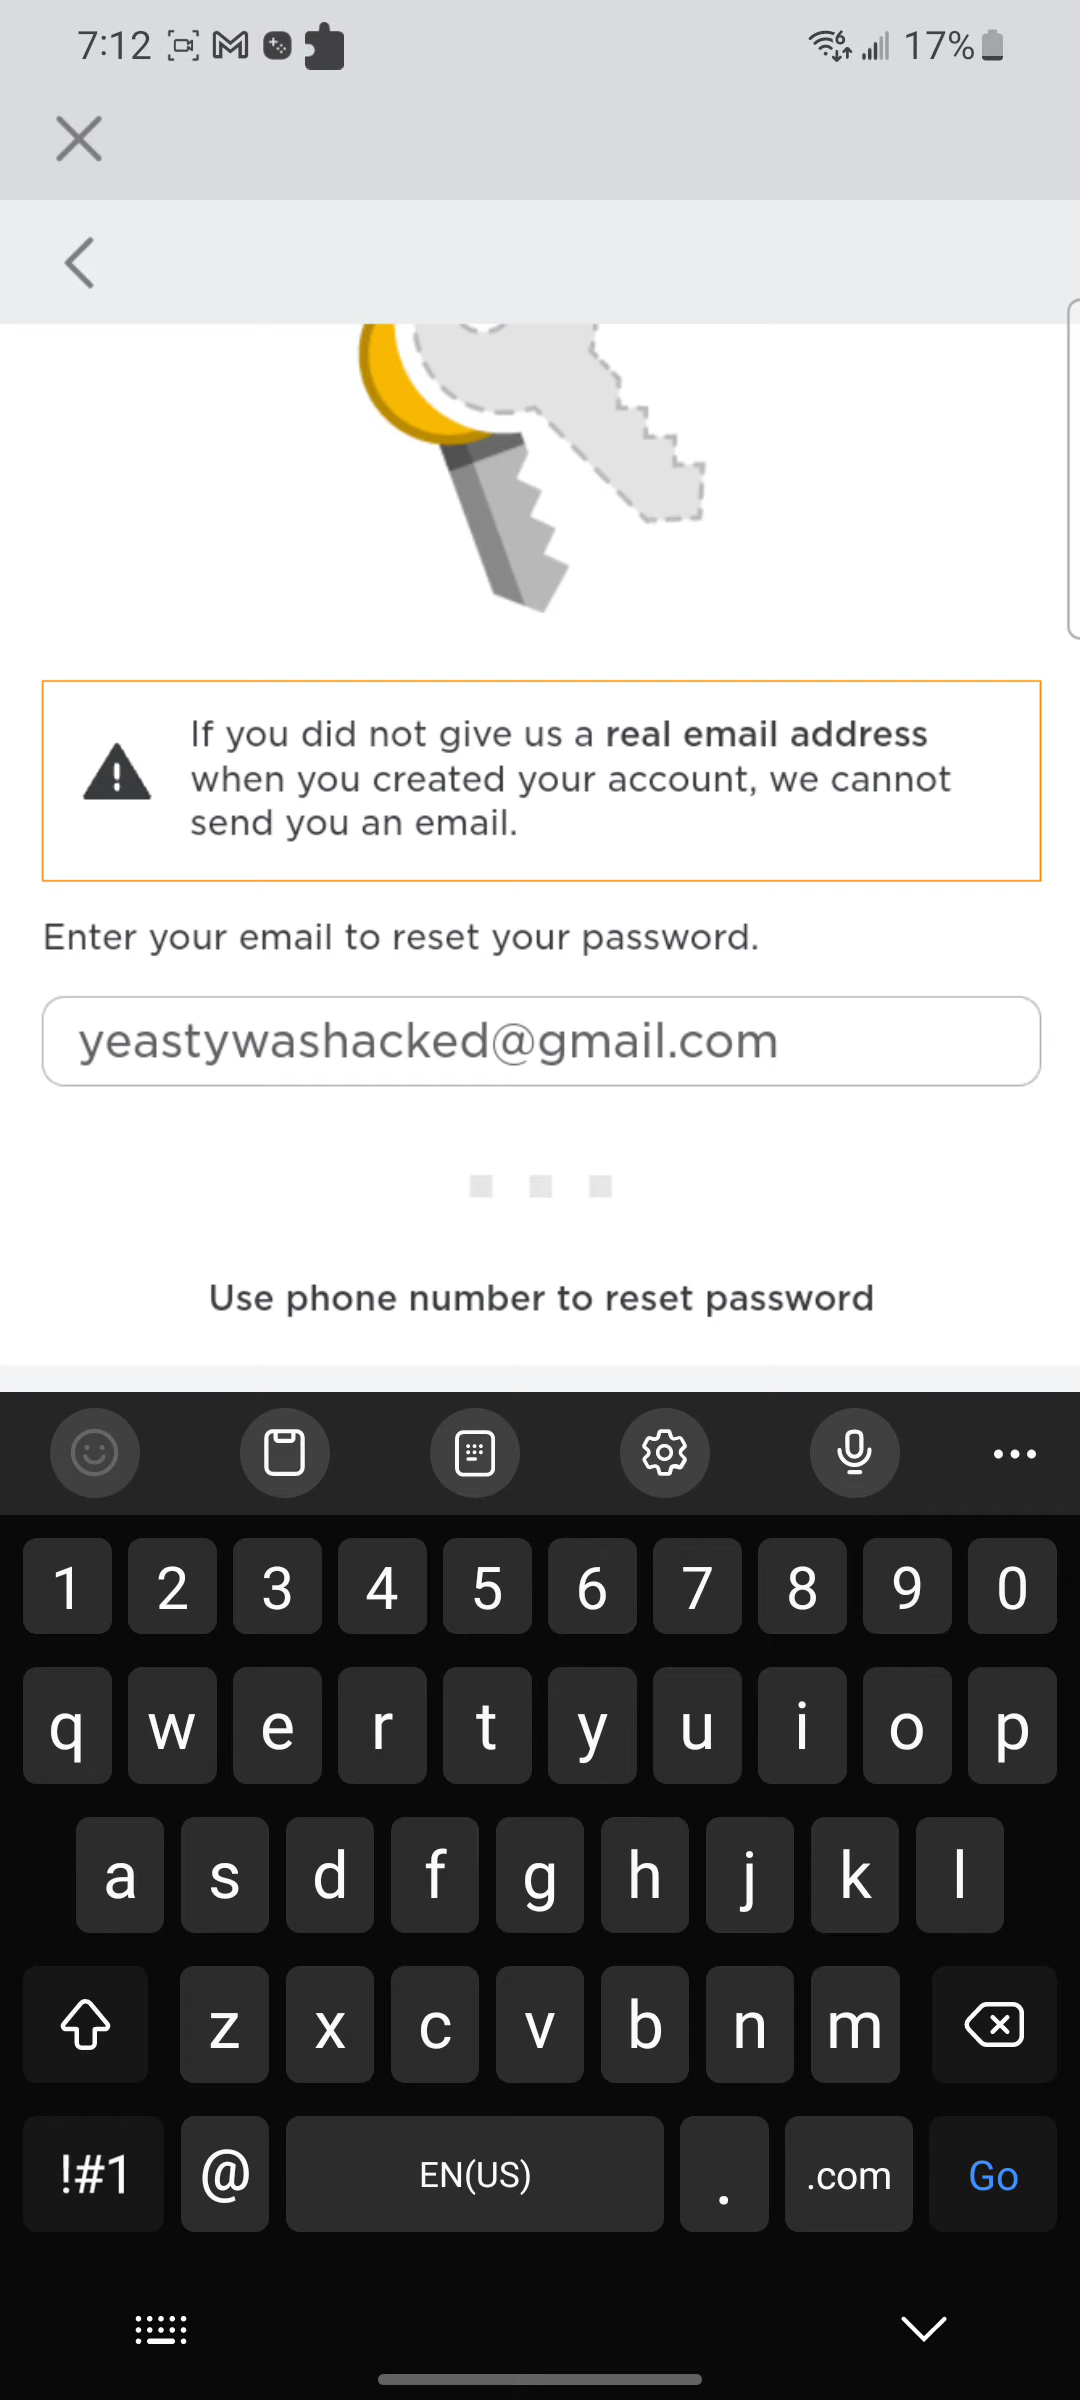 7:12
17%
If you did not give us a real email address
when you created your account, we cannot
send you an email.
Enter your email to reset your password.
yeastywashacked@gmail.com
Use phone number to reset password
1 2 3 4 5 6 7 8 9 0
q w e r t y u i o p
a s d f g h j k l
z x c v b n m
!#1 @ EN(US) . .com Go